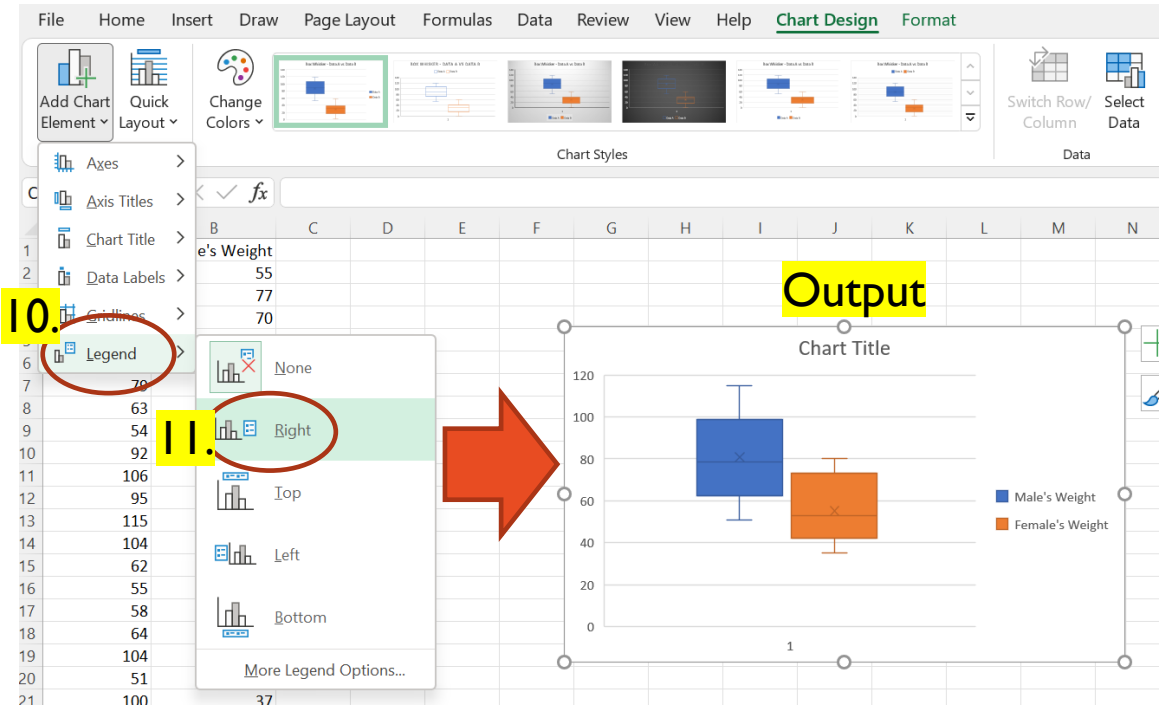 File Home Insert Draw Page Layout Formulas Data Review View Help Chart Design Format
Add Chart Element
Quick Layout
Change Colors
Chart Styles
Switch Row/ Column
Select Data
Data
Axes
Axis Titles
Chart Title
Data Labels
Gridlines
Legend
10.
None
11.
Right
Top
Left
Bottom
More Legend Options...
fx
B C D E F G H I J K L M N
1 e's Weight
2 55
77
70
6
7 79
8 63
9 54
10 92
11 106
12 95
13 115
14 104
15 62
16 55
17 58
18 64
19 104
20 51
21 100 37
Output
Chart Title
120
100
80
60
40
20
0
1
Male's Weight
Female's Weight